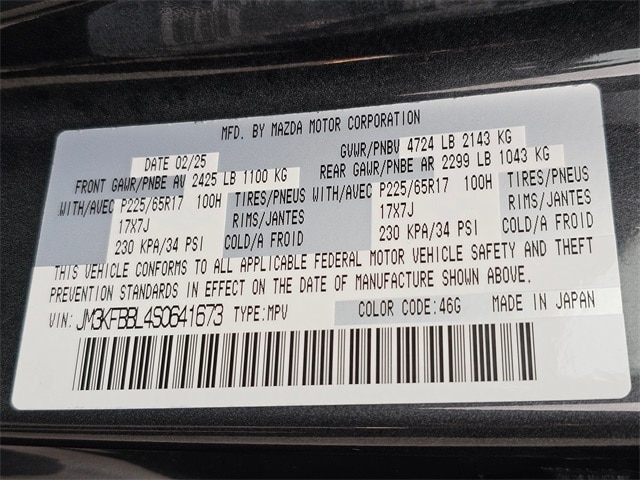 MFD. BY MAZDA MOTOR CORPORATION
DATE 02/25 GVWR/PNBV 4724 LB 2143 KG
FRONT GAWR/PNBE AV 2425 LB 1100 KG REAR GAWR/PNBE AR 2299 LB 1043 KG
WITH/AVEC P225/65R17 100H TIRES/PNEUS WITH/AVEC P225/65R17 100H TIRES/PNEUS
17X7J RIMS/JANTES 17X7J RIMS/JANTES
230 KPA/34 PSI COLD/A FROID 230 KPA/34 PSI COLD/A FROID
THIS VEHICLE CONFORMS TO ALL APPLICABLE FEDERAL MOTOR VEHICLE SAFETY AND THEFT
PREVENTION STANDARDS IN EFFECT ON THE DATE OF MANUFACTURE SHOWN ABOVE.
VIN: JM3KFBBL4S0641673 TYPE:MPV COLOR CODE:46G MADE IN JAPAN